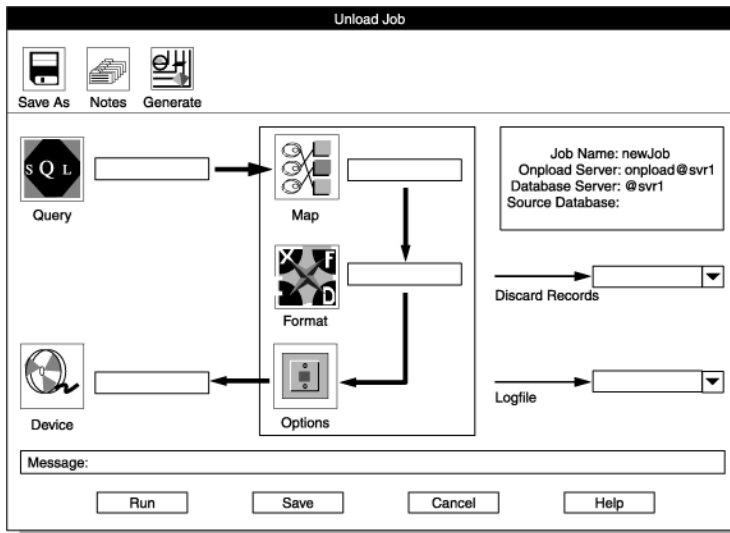 Unload Job
Save As
Notes
Generate
S Q L
Query
Map
Job Name: newJob
Onpload Server: onpload@svr1
Database Server: @svr1
Source Database:
X F
D
Format
Discard Records
Device
Options
Logfile
Message:
Run
Save
Cancel
Help